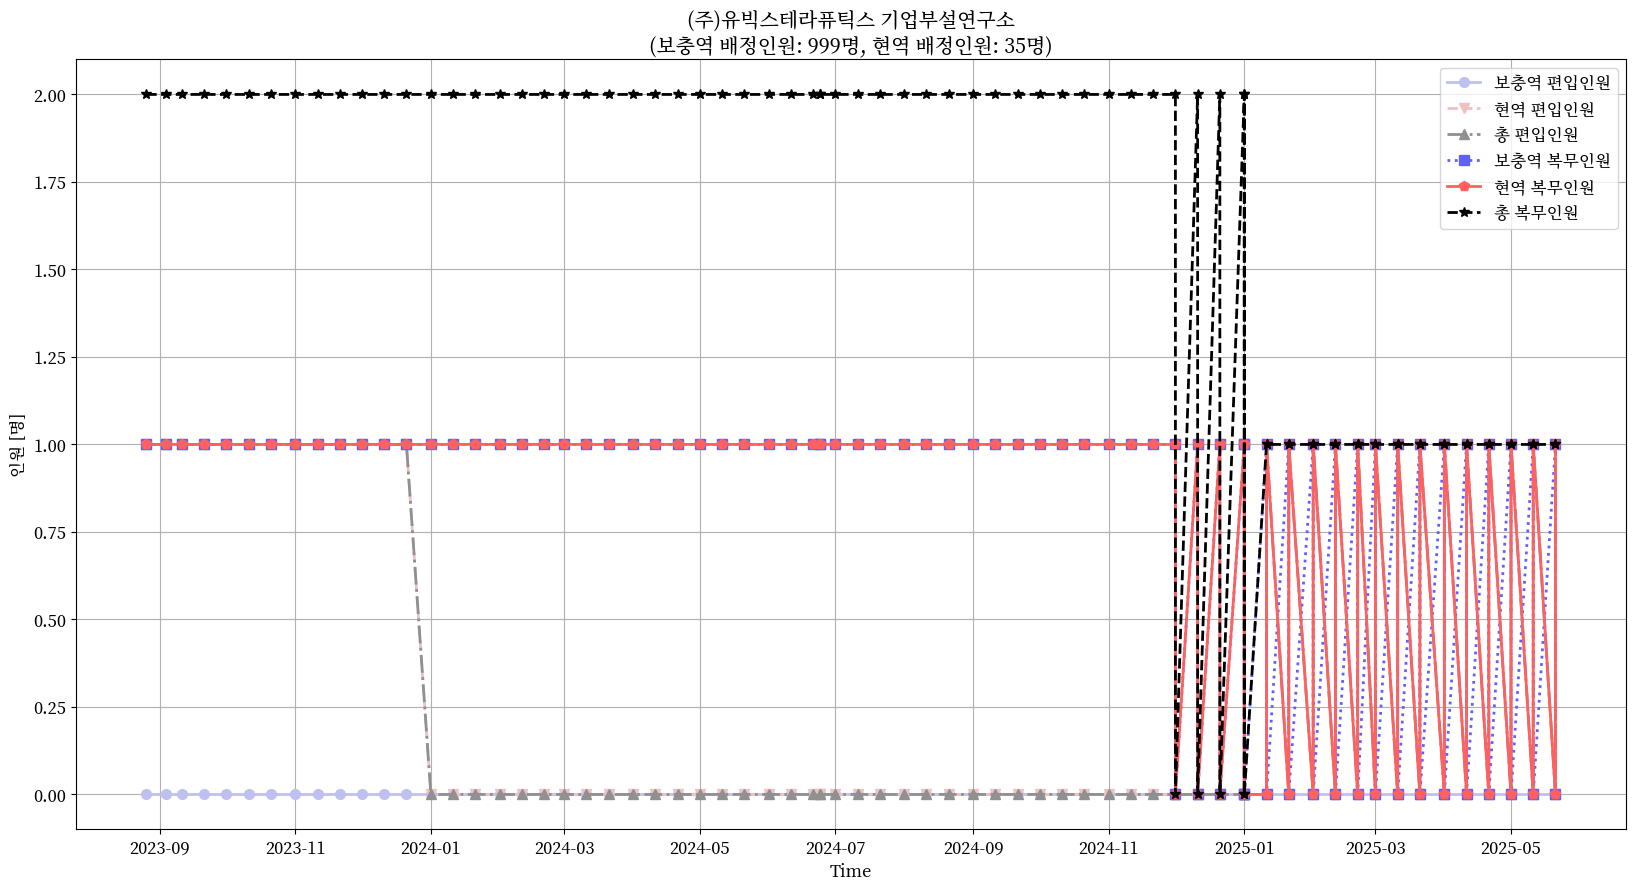 (주)유빅스테라퓨틱스 기업부설연구소
(보충역 배정인원: 999명, 현역 배정인원: 35명)
보충역 편입인원
현역 편입인원
총 편입인원
보충역 복무인원
현역 복무인원
총 복무인원
인원 [명]
2.00
1.75
1.50
1.25
1.00
0.75
0.50
0.25
0.00
2023-09 2023-11 2024-01 2024-03 2024-05 2024-07 2024-09 2024-11 2025-01 2025-03 2025-05
Time